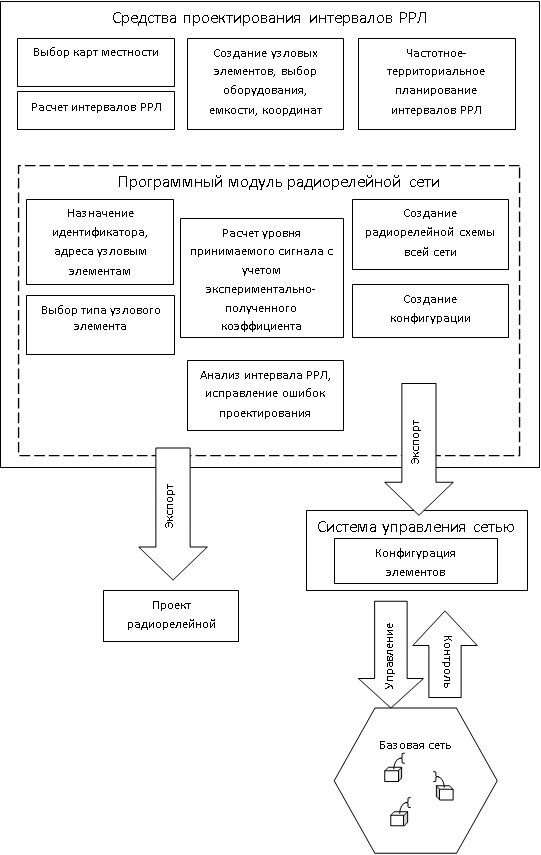 Средства проектирования интервалов РРЛ
Выбор карт местности
Расчет интервалов РРЛ
Создание узловых
элементов, выбор
оборудования,
емкости, координат
Частотное-
территориальное
планирование
интервалов РРЛ
Программный модуль радиорелейной сети
Назначение
идентификатора,
адреса узловым
элементам
Выбор типа узлового
элемента
Расчет уровня
принимаемого сигнала с
учетом
экспериментально-
полученного
коэффициента
Создание
радиорелейной схемы
всей сети
Создание
конфигурации
Анализ интервала РРЛ,
исправление ошибок
проектирования
Экспорт
Экспорт
Система управления сетью
Конфигурация
элементов
Проект
радиорелейной
Управление
Контроль
Базовая сеть